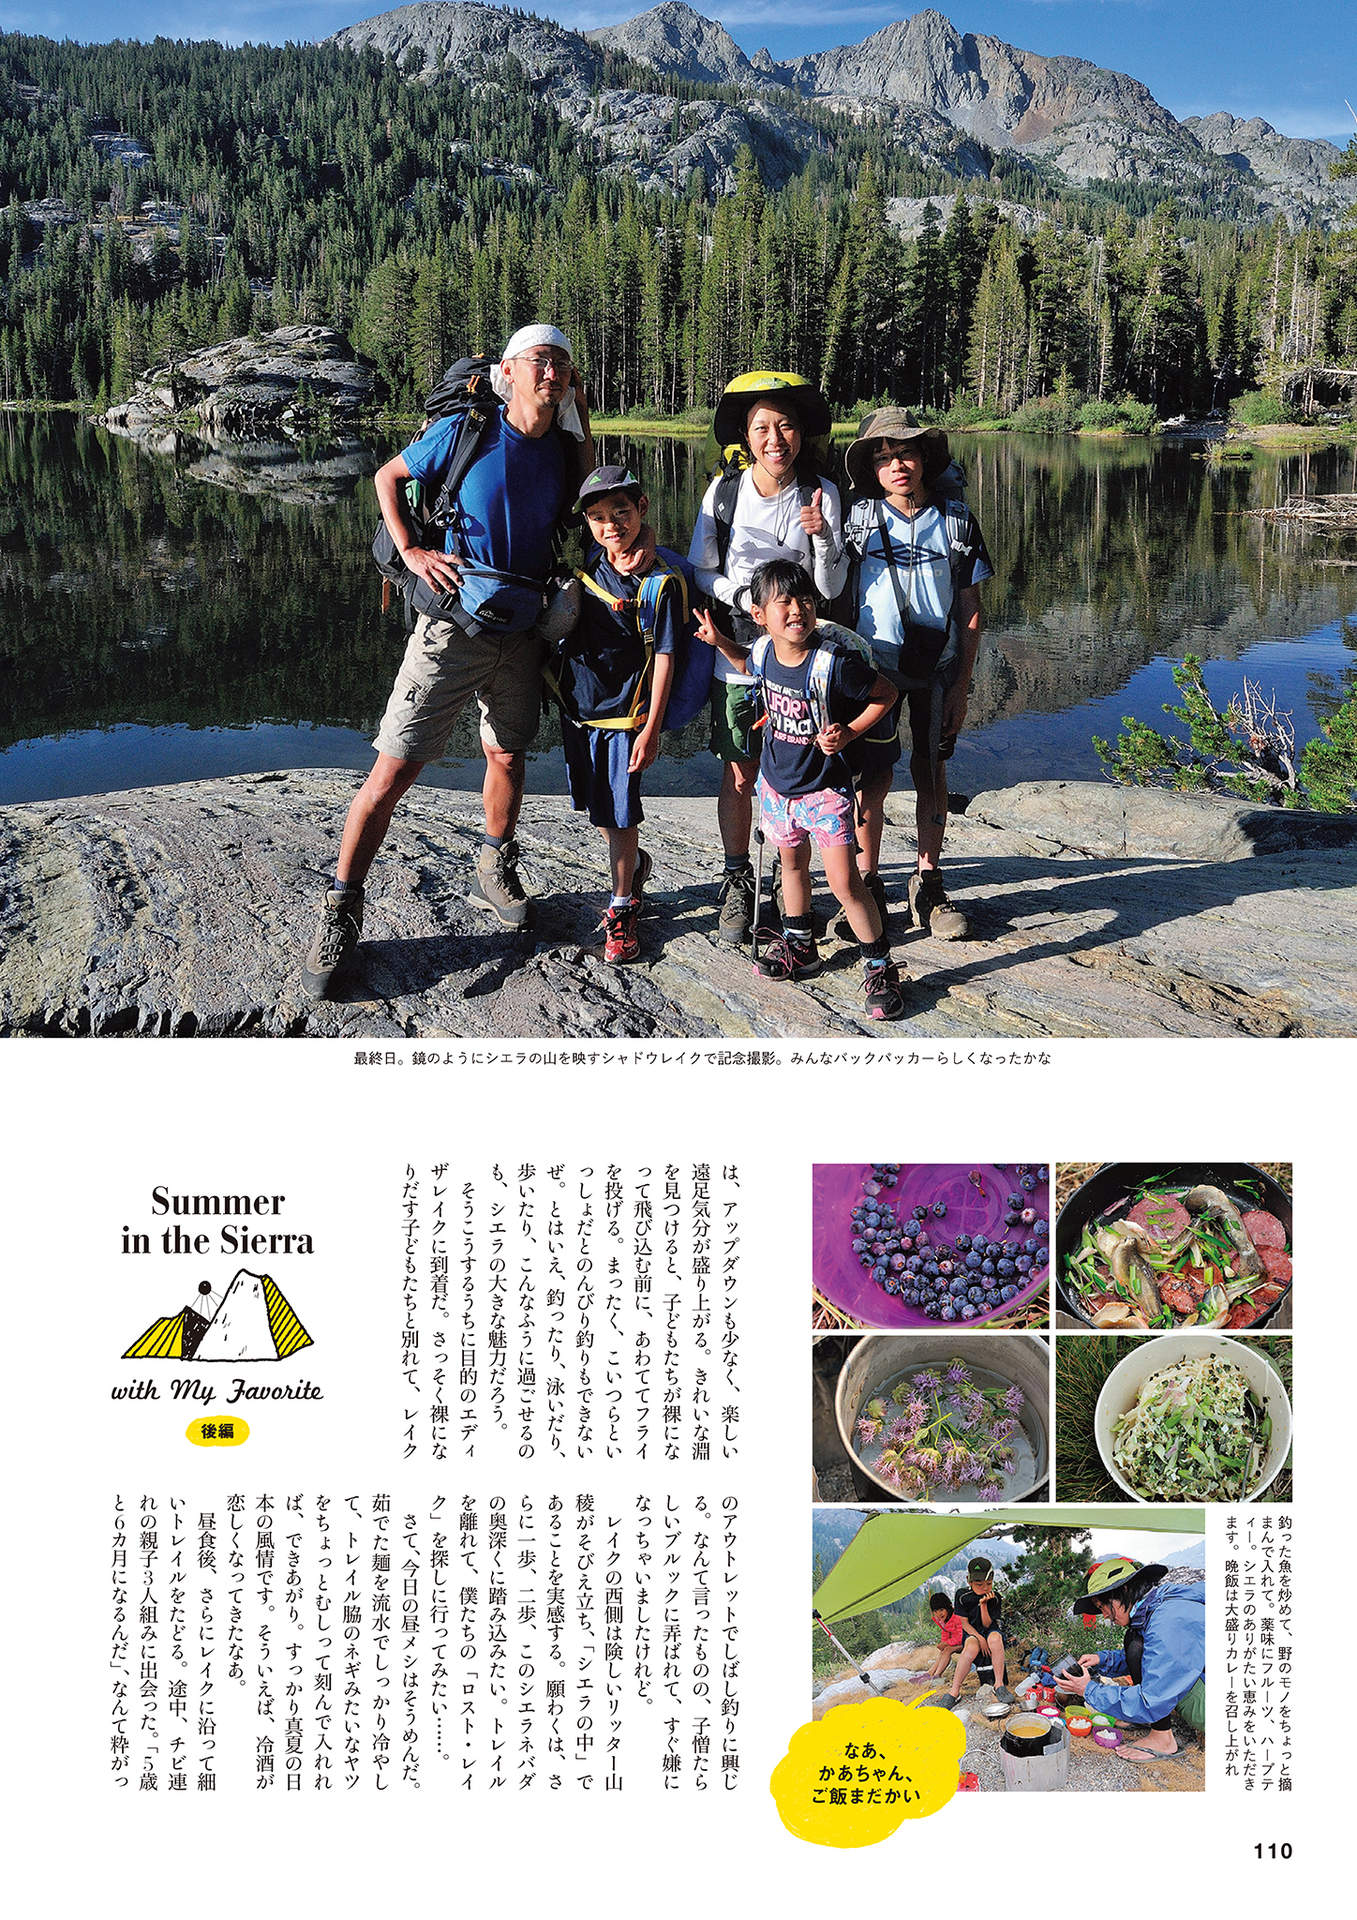 最終日。鏡のようにシエラの山を映すシャドウレイクで記念撮影。みんなバックパッカーらしくなったかな
釣った魚を炒めて、野のモノをちょっと摘
まんで入れて。薬味にフルーツ、ハーブテ
ィー。シエラのありがたい恵みをいただき
ます。晩飯は大盛りカレーを召し上がれ
なあ、
かあちゃん、
ご飯まだかい
は、アップダウンも少なく、楽しい
遠足気分が盛り上がる。きれいな淵
を見つけると、子どもたちが裸にな
って飛び込む前に、あわててフライ
を投げる。まったく、こいつらとい
っしょだとのんびり釣りもできない
ぜ。とはいえ、釣ったり、泳いだり、
歩いたり、こんなふうに過ごせるの
も、シエラの大きな魅力だろう。
そうこうするうちに目的のエディ
ザレイクに到着だ。さっそく裸にな
りだす子どもたちと別れて、レイク
のアウトレットでしばし釣りに興じ
る。なんて言ったものの、子憎たら
しいブルックに弄ばれて、すぐ嫌に
なっちゃいましたけれど。
レイクの西側は険しいリッター山
稜がそびえ立ち、「シエラの中」で
あることを実感する。願わくは、さ
らに一歩、二歩、このシエラネバダ
の奥深くに踏み込みたい。トレイル
を離れて、僕たちの「ロスト・レイ
ク」を探しに行ってみたい……。
さて、今日の昼メシはそうめんだ。
茹でた麺を流水でしっかり冷やし
て、トレイル脇のネギみたいなヤツ
をちょっとむしって刻んで入れれ
ば、できあがり。すっかり真夏の日
本の風情です。そういえば、冷酒が
恋しくなってきたなあ。
昼食後、さらにレイクに沿って細
いトレイルをたどる。途中、チビ連
れの親子3人組みに出会った。「5歳
と6カ月になるんだ」、なんて粋がっ
Summer
in the Sierra
with My Favorite
後編
110